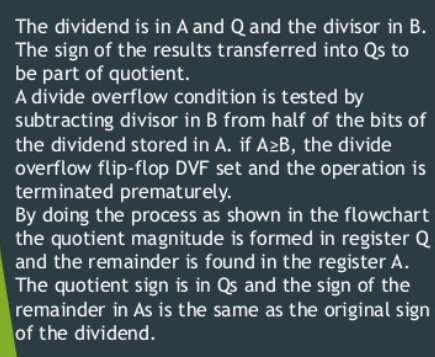 The dividend is in A and Q and the divisor in B.
The sign of the results transferred into Qs to
be part of quotient.
A divide overflow condition is tested by
subtracting divisor in B from half of the bits of
the dividend stored in A. if A≥B, the divide
overflow flip-flop DVF set and the operation is
terminated prematurely.
By doing the process as shown in the flowchart
the quotient magnitude is formed in register Q
and the remainder is found in the register A.
The quotient sign is in Qs and the sign of the
remainder in As is the same as the original sign
of the dividend.